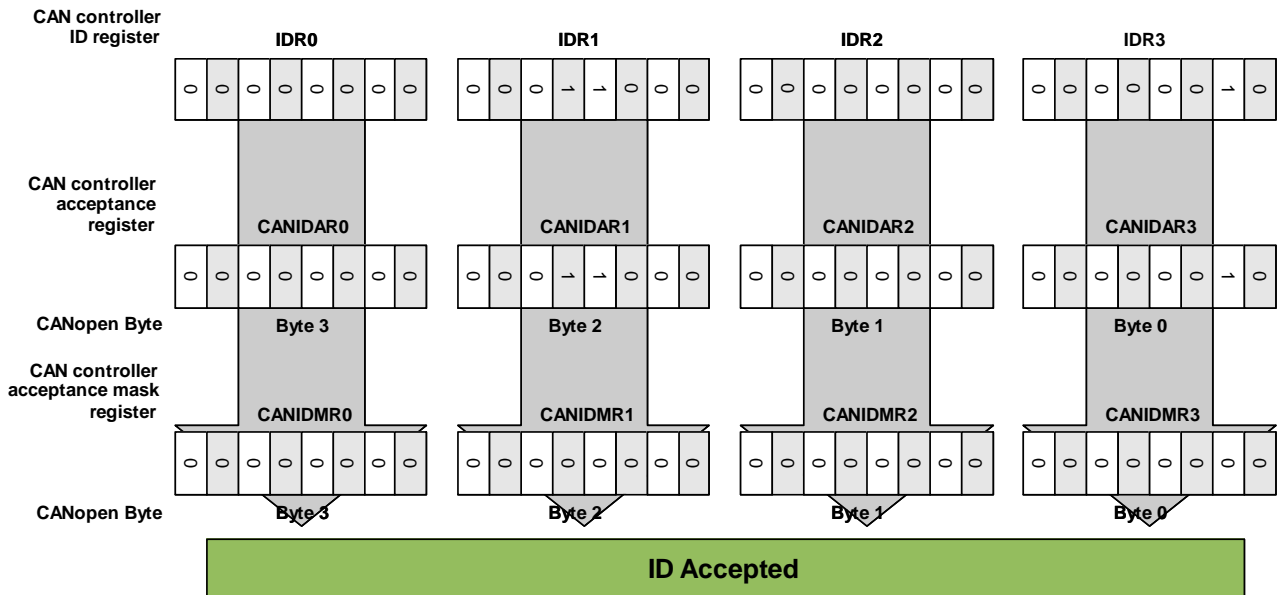 CAN controller
ID register
IDR0 IDR1 IDR2 IDR3
0 0 0 0 0 0 0 0 0 0 0 1 1 0 0 0 0 0 0 0 0 0 0 0 0 0 0 0 0 0 1 0
CAN controller
acceptance
register
CANIDAR0 CANIDAR1 CANIDAR2 CANIDAR3
0 0 0 0 0 0 0 0 0 0 0 1 1 0 0 0 0 0 0 0 0 0 0 0 0 0 0 0 0 0 1 0
CANopen Byte Byte 3 Byte 2 Byte 1 Byte 0
CAN controller
acceptance mask
register
CANIDMR0 CANIDMR1 CANIDMR2 CANIDMR3
0 0 0 0 0 0 0 0 0 0 0 0 0 0 0 0 0 0 0 0 0 0 0 0 0 0 0 0 0 0 0 0
CANopen Byte Byte 3 Byte 2 Byte 1 Byte 0
ID Accepted